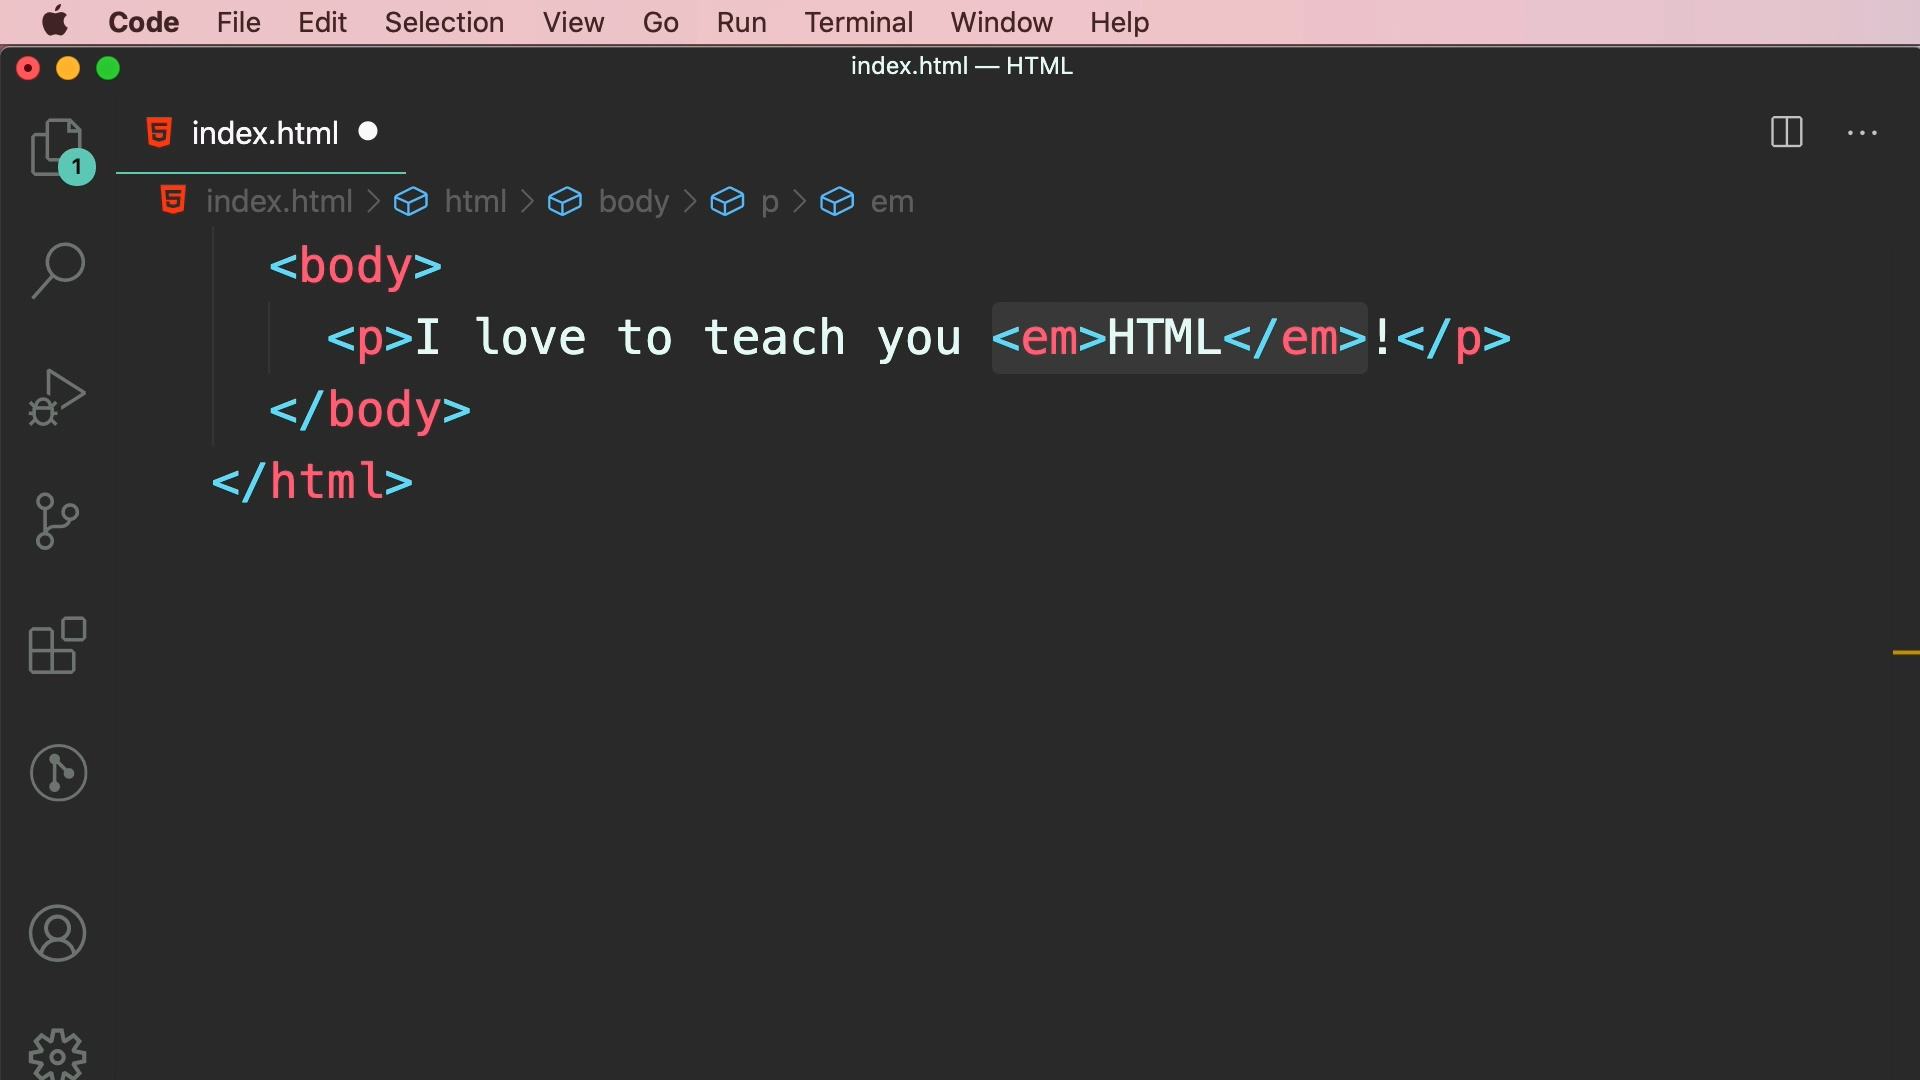 Code File Edit Selection View Go Run Terminal Window Help
index.html — HTML
index.html
1
index.html > html > body > p > em
<body>
<p>I love to teach you <em>HTML</em>!</p>
</body>
</html>